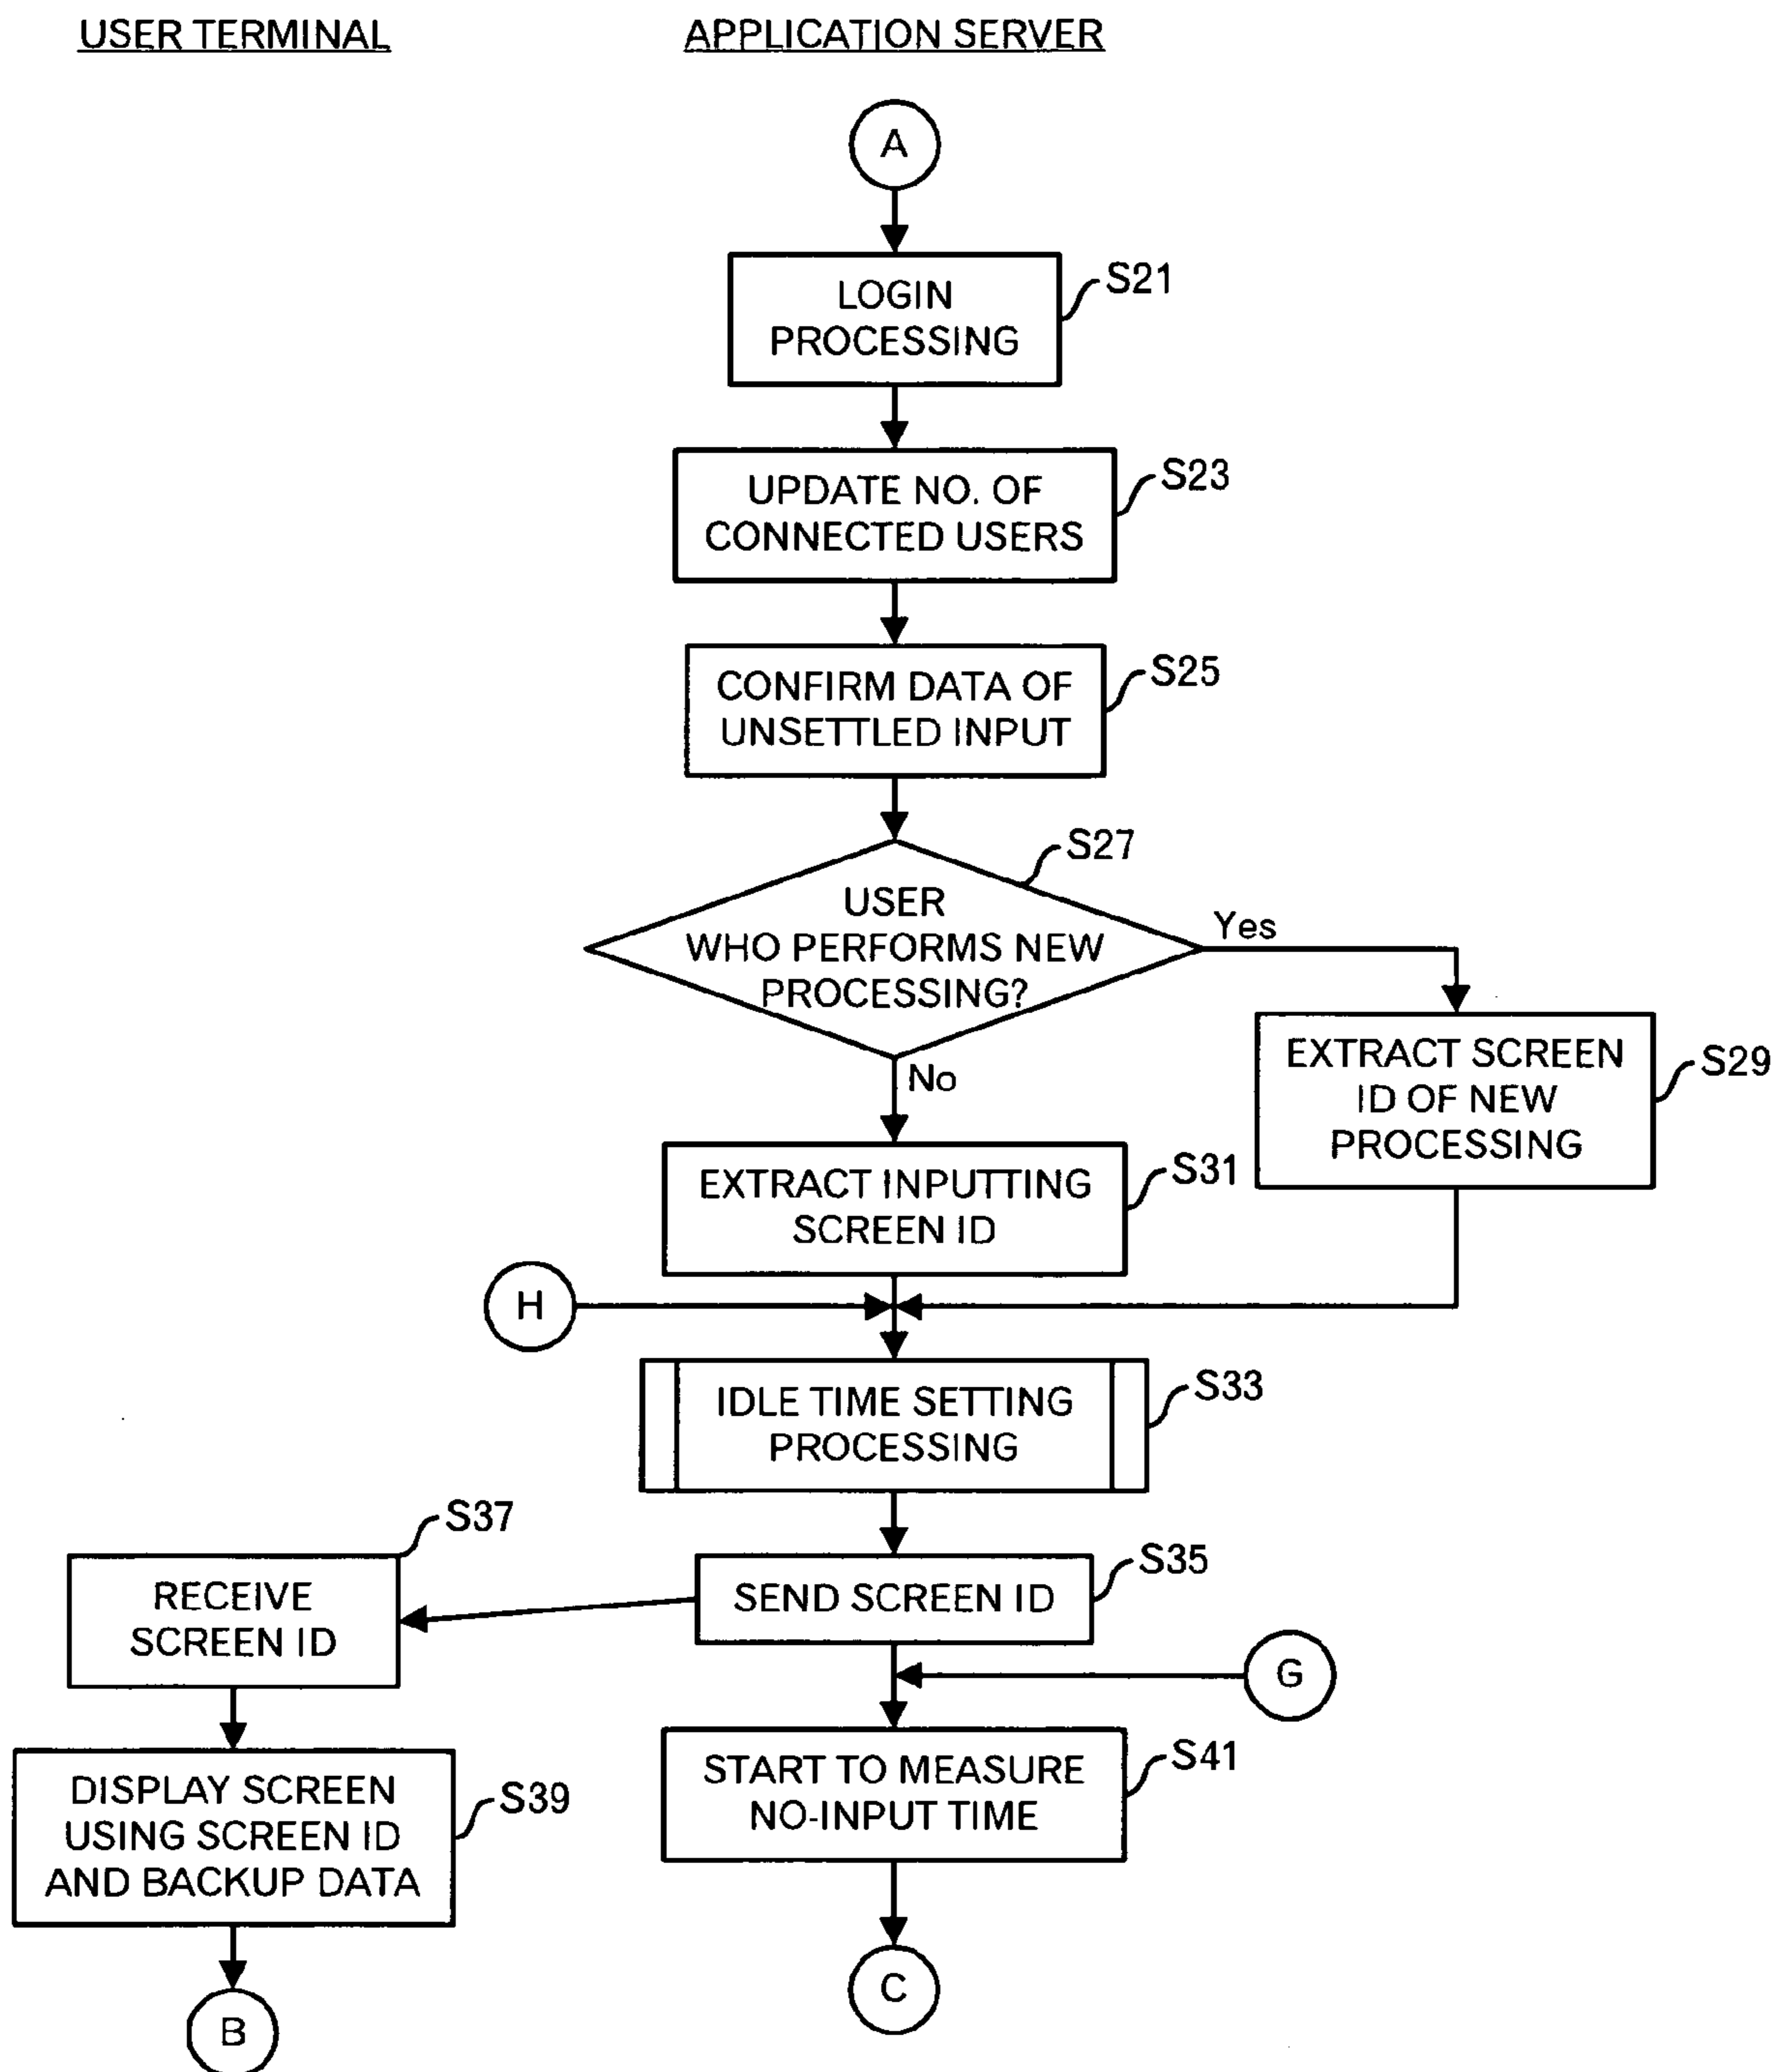 USER TERMINAL
APPLICATION SERVER
A
LOGIN
PROCESSING
S21
UPDATE NO. OF
CONNECTED USERS
S23
CONFIRM DATA OF
UNSETTLED INPUT
S25
S27
USER
WHO PERFORMS NEW
PROCESSING?
Yes
No
EXTRACT SCREEN
ID OF NEW
PROCESSING
S29
EXTRACT INPUTTING
SCREEN ID
S31
H
IDLE TIME SETTING
PROCESSING
S33
S37
RECEIVE
SCREEN ID
SEND SCREEN ID
S35
G
DISPLAY SCREEN
USING SCREEN ID
AND BACKUP DATA
S39
START TO MEASURE
NO-INPUT TIME
S41
B
C